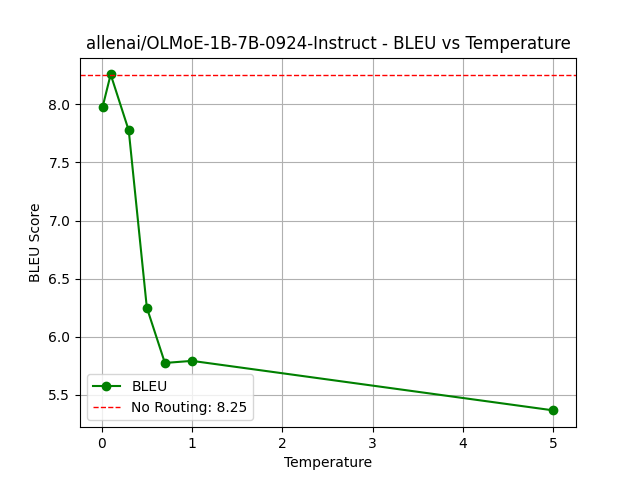 allenai/OLMoE-1B-7B-0924-Instruct - BLEU vs Temperature
BLEU Score
8.0
7.5
7.0
6.5
6.0
5.5
BLEU
No Routing: 8.25
0 1 2 3 4 5
Temperature